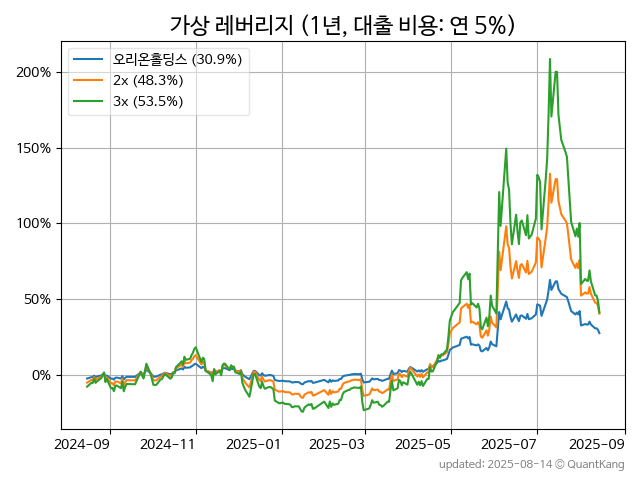 가상 레버리지 (1년, 대출 비용: 연 5%)
오리온홀딩스 (30.9%)
2x (48.3%)
3x (53.5%)
200%
150%
100%
50%
0%
2024-09 2024-11 2025-01 2025-03 2025-05 2025-07 2025-09
updated: 2025-08-14 © QuantKang